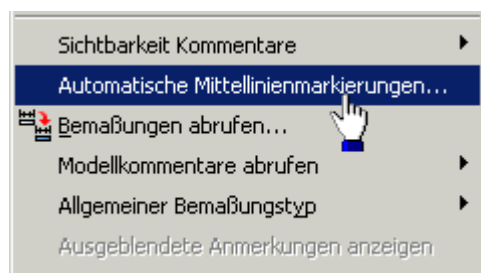 Sichtbarkeit Kommentare
Automatische Mittellinienmarkierungen...
Bemaßungen abrufen...
Modellkommentare abrufen
Allgemeiner Bemaßungstyp
Ausgeblendete Anmerkungen anzeigen